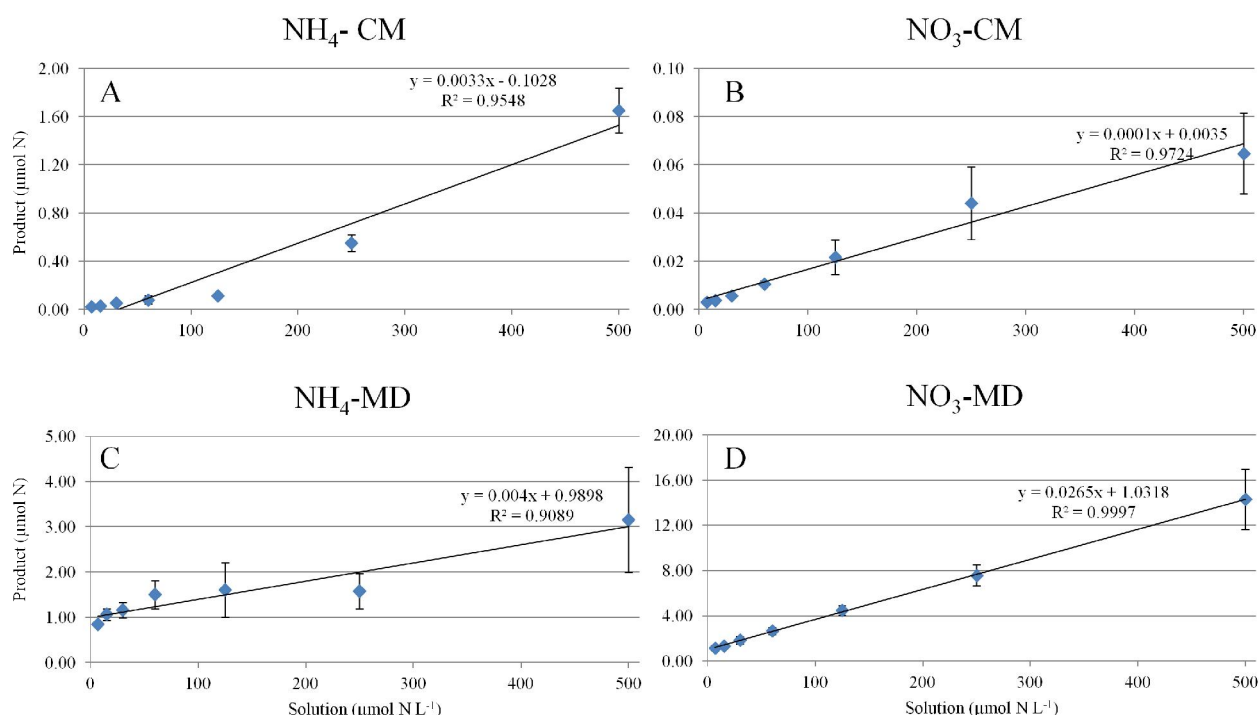 NH₄- CM
A
y = 0.0033x - 0.1028
R² = 0.9548
Product (µmol N)
2.00
1.60
1.20
0.80
0.40
0.00
0 100 200 300 400 500
NO₃-CM
B
y = 0.0001x + 0.0035
R² = 0.9724
0.10
0.08
0.06
0.04
0.02
0.00
0 100 200 300 400 500
NH₄-MD
C
y = 0.004x + 0.9898
R² = 0.9089
Product (µmol N)
5.00
4.00
3.00
2.00
1.00
0.00
0 100 200 300 400 500
Solution (µmol N L⁻¹)
NO₃-MD
D
y = 0.0265x + 1.0318
R² = 0.9997
20.00
16.00
12.00
8.00
4.00
0.00
0 100 200 300 400 500
Solution (µmol N L⁻¹)